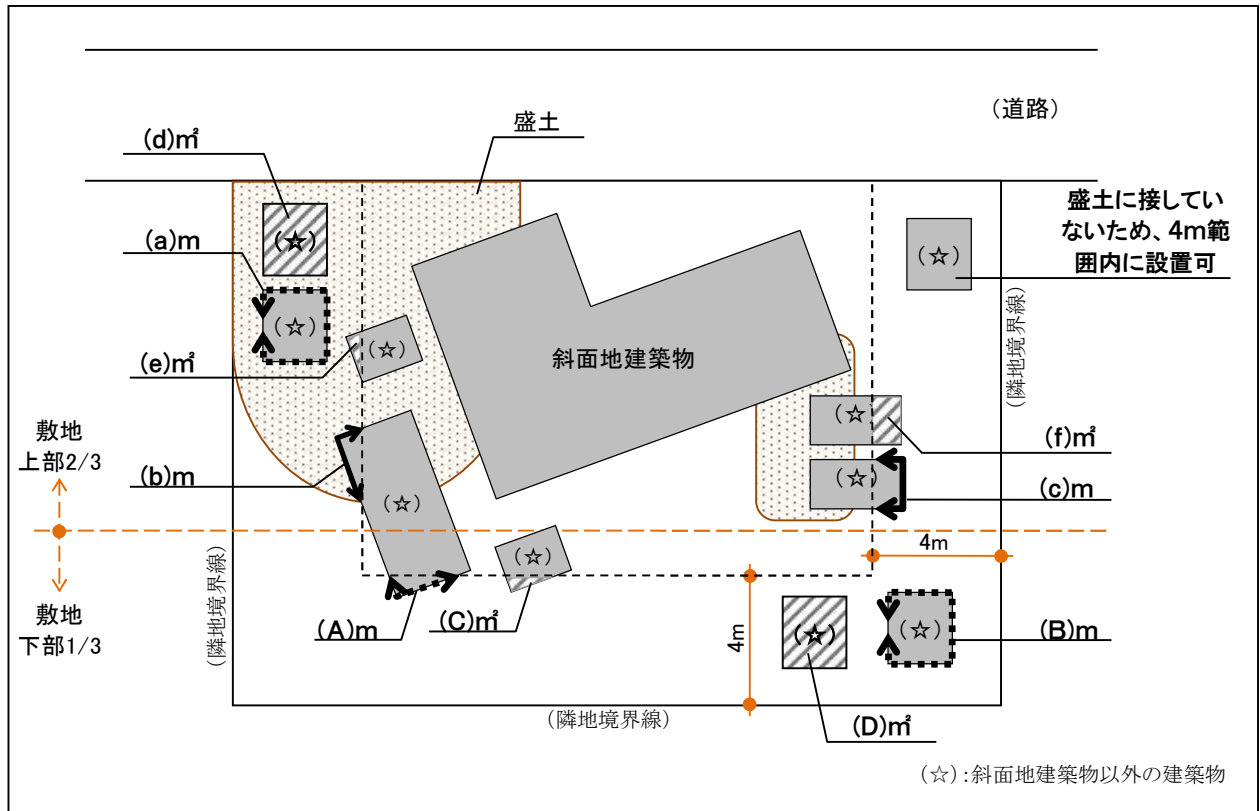 (道路)
盛土
(d)㎡
盛土に接してい
ないため、4m範
囲内に設置可
(☆)
(☆)
(a)m
(☆)
(☆)
(隣地境界線)
斜面地建築物
(e)㎡
(☆)
(f)㎡
敷地
上部2/3
(b)m
(☆)
(☆)
(c)m
4m
(☆)
敷地
下部1/3
(隣地境界線)
(A)m
(C)㎡
4m
(☆)
(☆)
(B)m
(隣地境界線)
(D)㎡
(☆):斜面地建築物以外の建築物